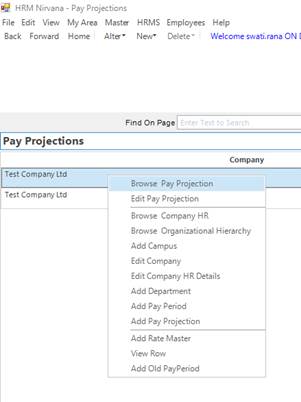 HRM Nirvana - Pay Projections
File Edit View My Area Master HRMS Employees Help
Back Forward Home Alter New Delete Welcome swati.rana ON D
Find On Page Enter Text to Search
Pay Projections
Company
Test Company Ltd
Test Company Ltd
Browse Pay Projection
Edit Pay Projection
Browse Company HR
Browse Organizational Hierarchy
Add Campus
Edit Company
Edit Company HR Details
Add Department
Add Pay Period
Add Pay Projection
Add Rate Master
View Row
Add Old PayPeriod